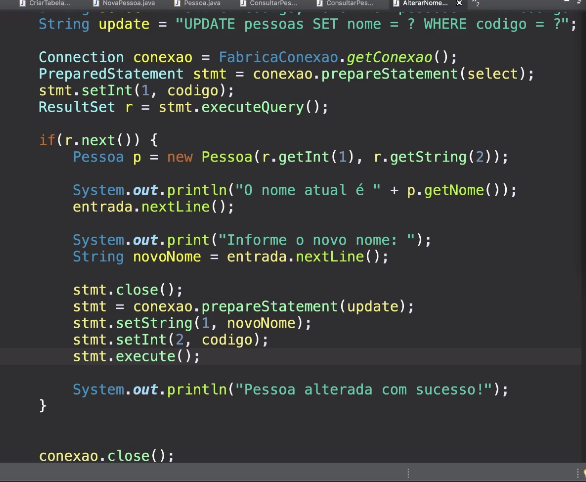 CriarTabela... NovaPessoa.java Pessoa.java ConsultarPes... ConsultarPes... AlterarNome...
String update = "UPDATE pessoas SET nome = ? WHERE codigo = ?";
Connection conexao = FabricaConexao.getConexao();
PreparedStatement stmt = conexao.prepareStatement(select);
stmt.setInt(1, codigo);
ResultSet r = stmt.executeQuery();
if(r.next()) {
Pessoa p = new Pessoa(r.getInt(1), r.getString(2));
System.out.println("O nome atual é " + p.getNome());
entrada.nextLine();
System.out.print("Informe o novo nome: ");
String novoNome = entrada.nextLine();
stmt.close();
stmt = conexao.prepareStatement(update);
stmt.setString(1, novoNome);
stmt.setInt(2, codigo);
stmt.execute();
System.out.println("Pessoa alterada com sucesso!");
}
conexao.close();